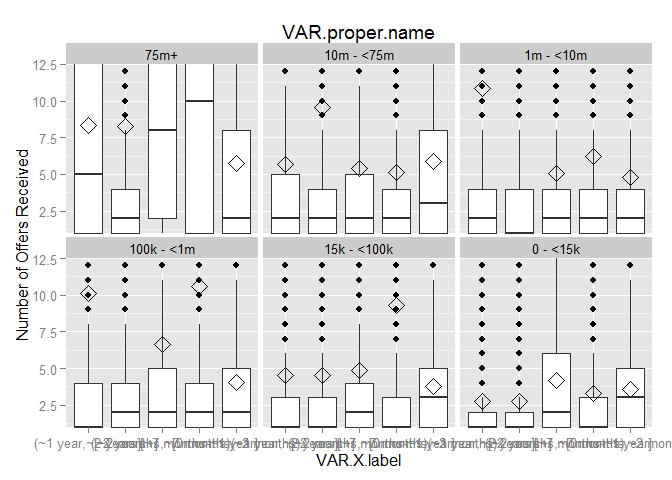 VAR.proper.name
75m+ 10m - <75m 1m - <10m
12.5
10.0
7.5
5.0
2.5
100k - <1m 15k - <100k 0 - <15k
12.5
10.0
7.5
5.0
2.5
Number of Offers Received
(~1 year,
VAR.X.label